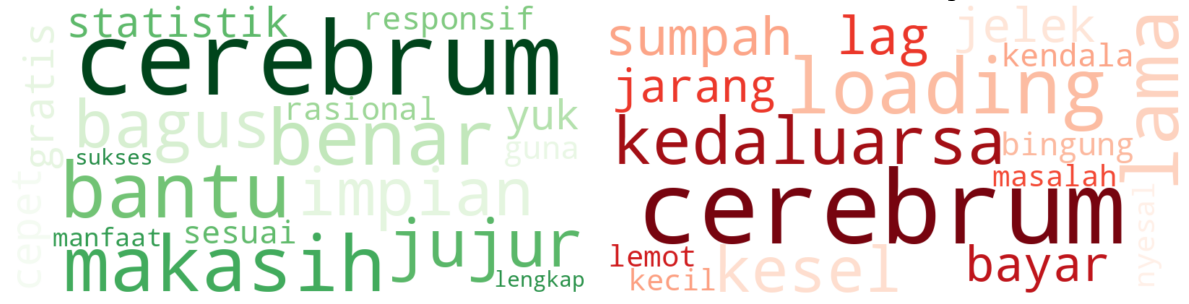 statistik
responsif
cerebrum
gratis
bagus
rasional
benar
yuk
guna
sukses
bantu
impian
cepet
manfaat
sesuai
jujur
makasih
lengkap
sumpah
lag
jelek
kendala
lama
jarang
loading
kedaluarsa
bingung
masalah
cerebrum
nyesal
lemot
kecil
kesel
bayar